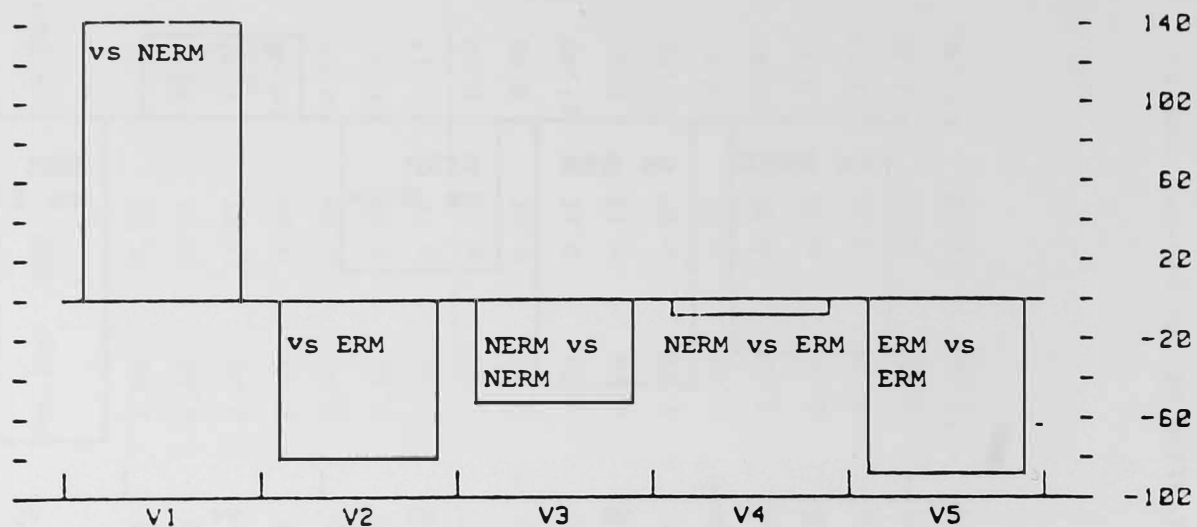 140
vs NERM
100
60
20
vs ERM
NERM vs
NERM
NERM vs ERM
ERM vs
ERM
-20
-60
-100
V1 V2 V3 V4 V5